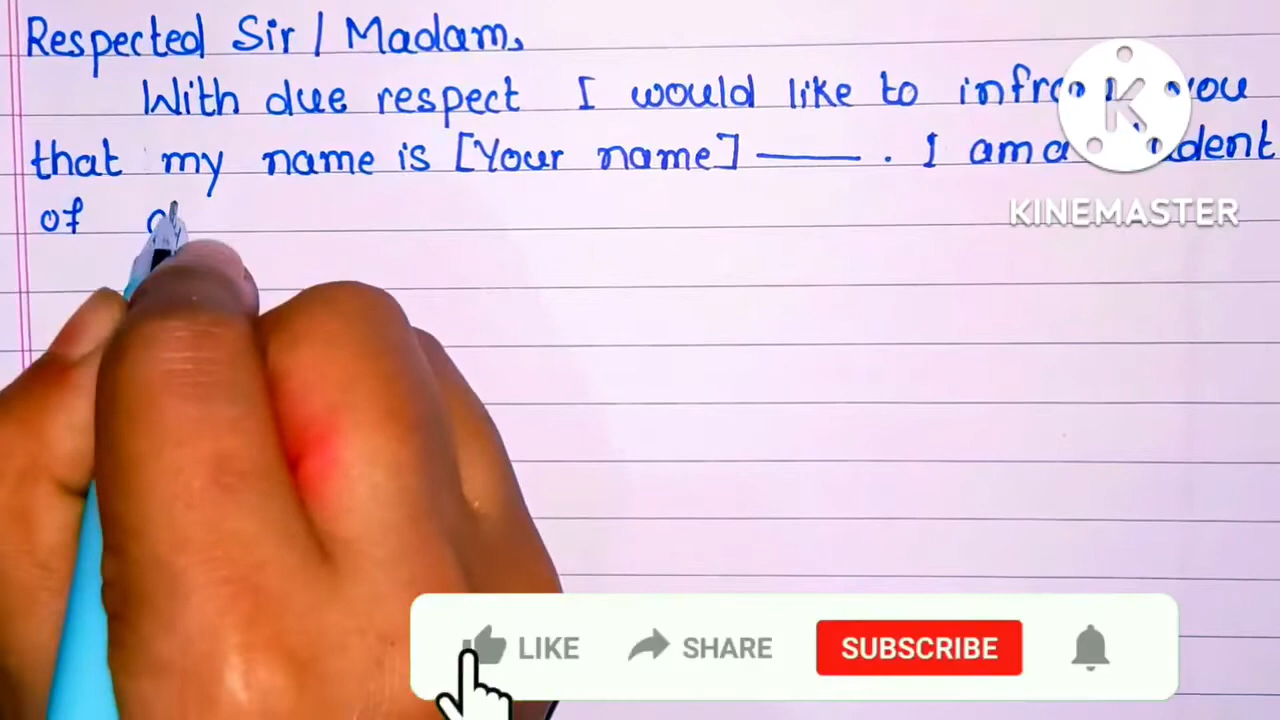 Respected Sir / Madam,
With due respect I would like to you
that my name is [Your name] —— . I am a
of
KINEMASTER
LIKE SHARE SUBSCRIBE